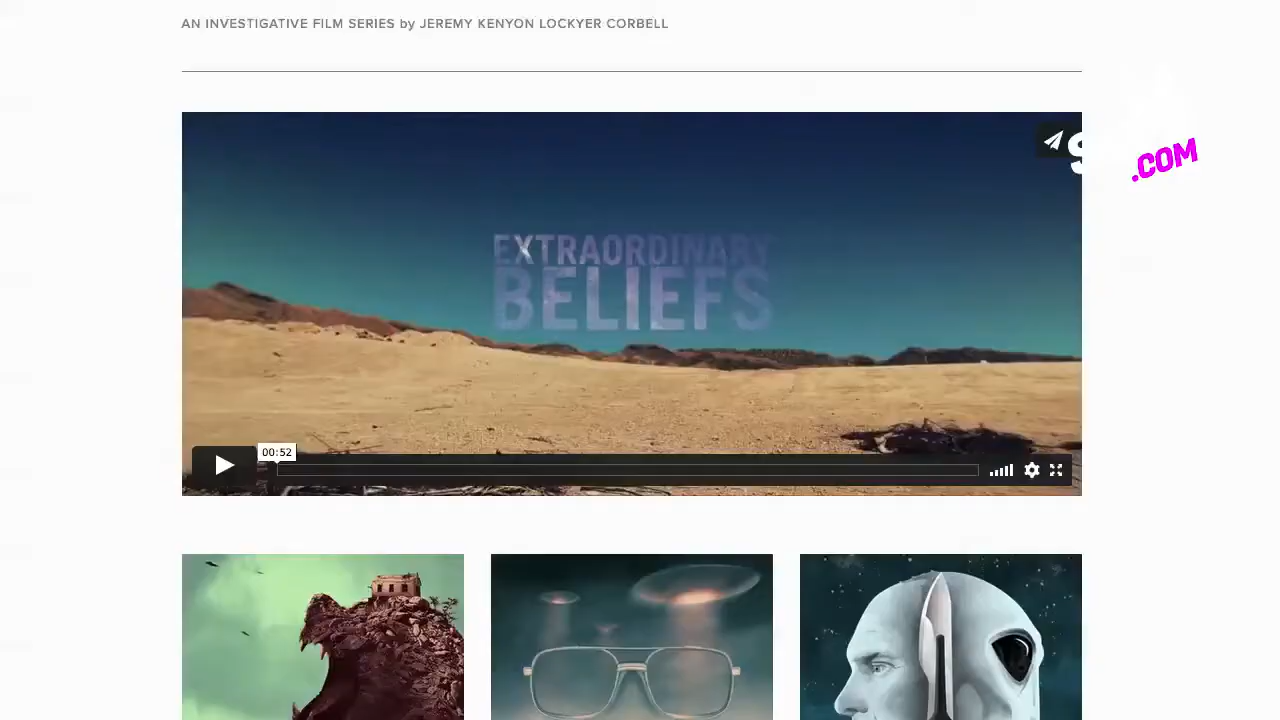 AN INVESTIGATIVE FILM SERIES by JEREMY KENYON LOCKYER CORBELL
S
.COM
EXTRAORDINARY
BELIEFS
00:52